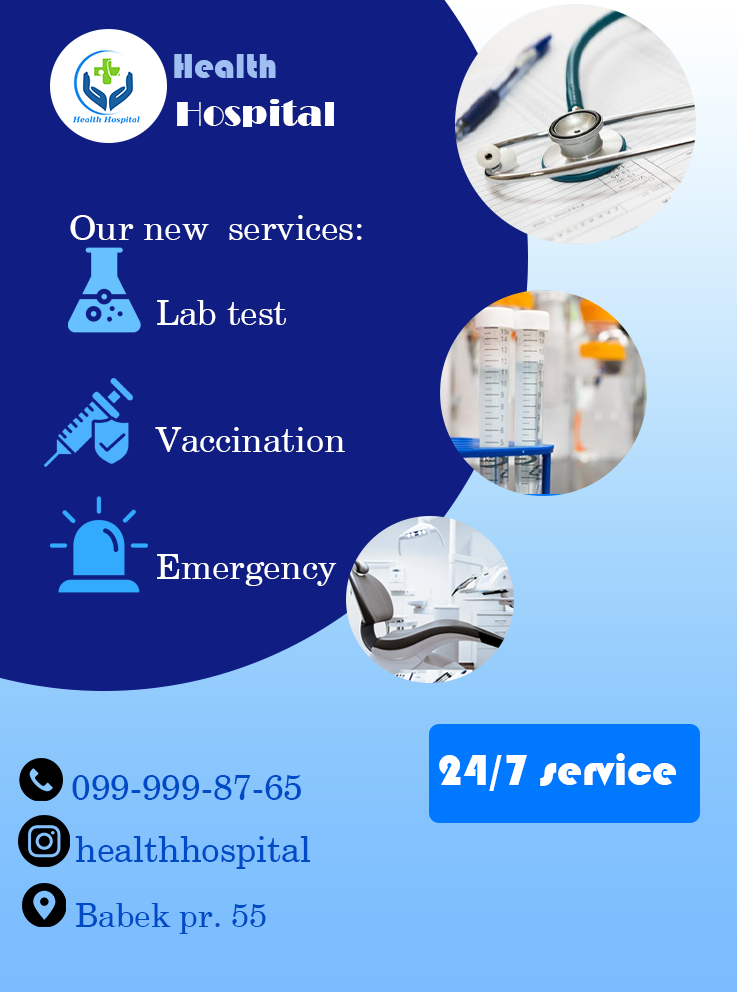 Health Hospital
Health
Hospital
Our new services:
Lab test
Vaccination
Emergency
24/7 service
099-999-87-65
healthhospital
Babek pr. 55